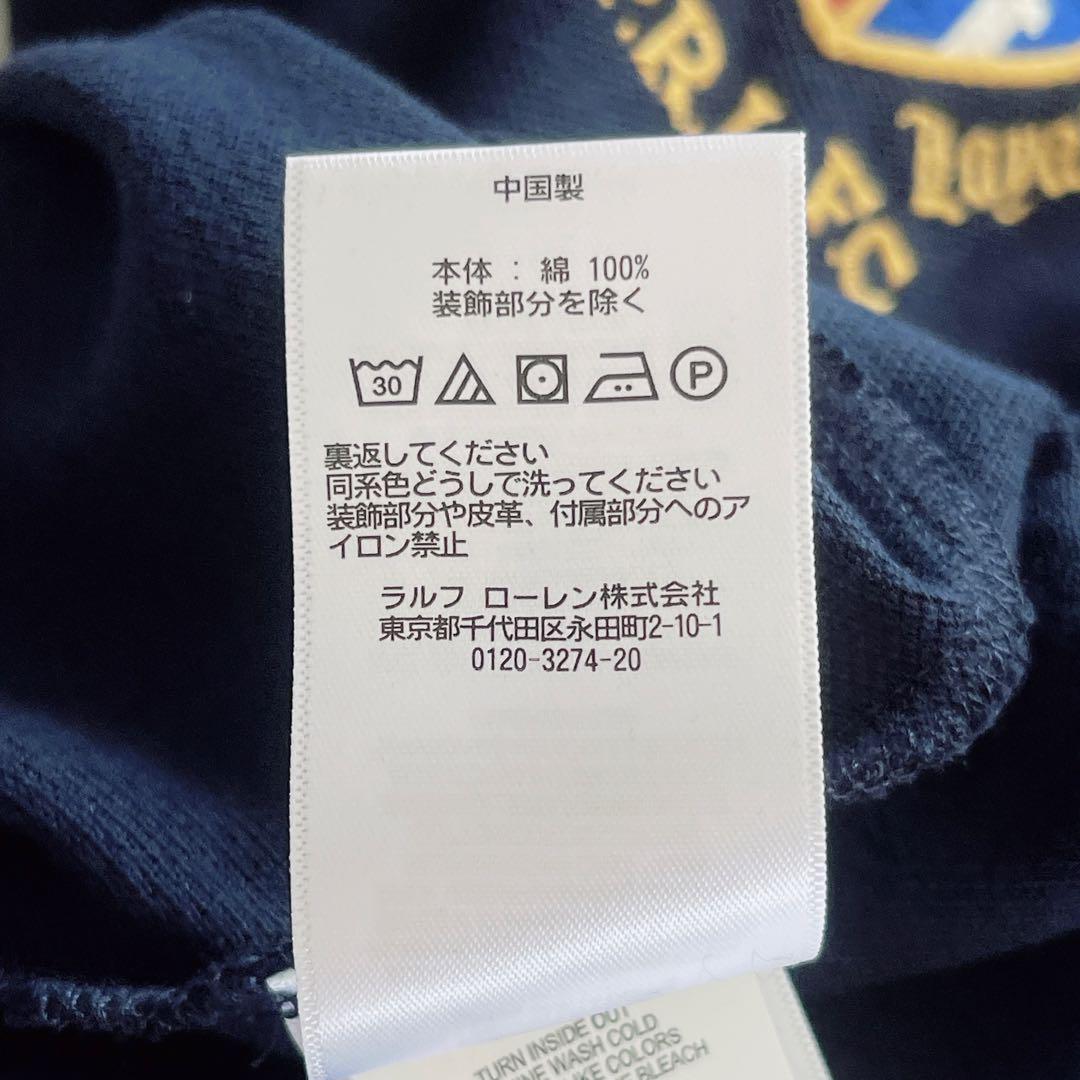 R.L. FC
Loyal
中国製
本体 : 綿 100%
装飾部分を除く
30
P
裏返してください
同系色どうしで洗ってください
装飾部分や皮革、付属部分へのア
イロン禁止
ラルフ ローレン株式会社
東京都千代田区永田町2-10-1
0120-3274-20
TURN INSIDE OUT
WASH COLD
COLORS
BLEACH